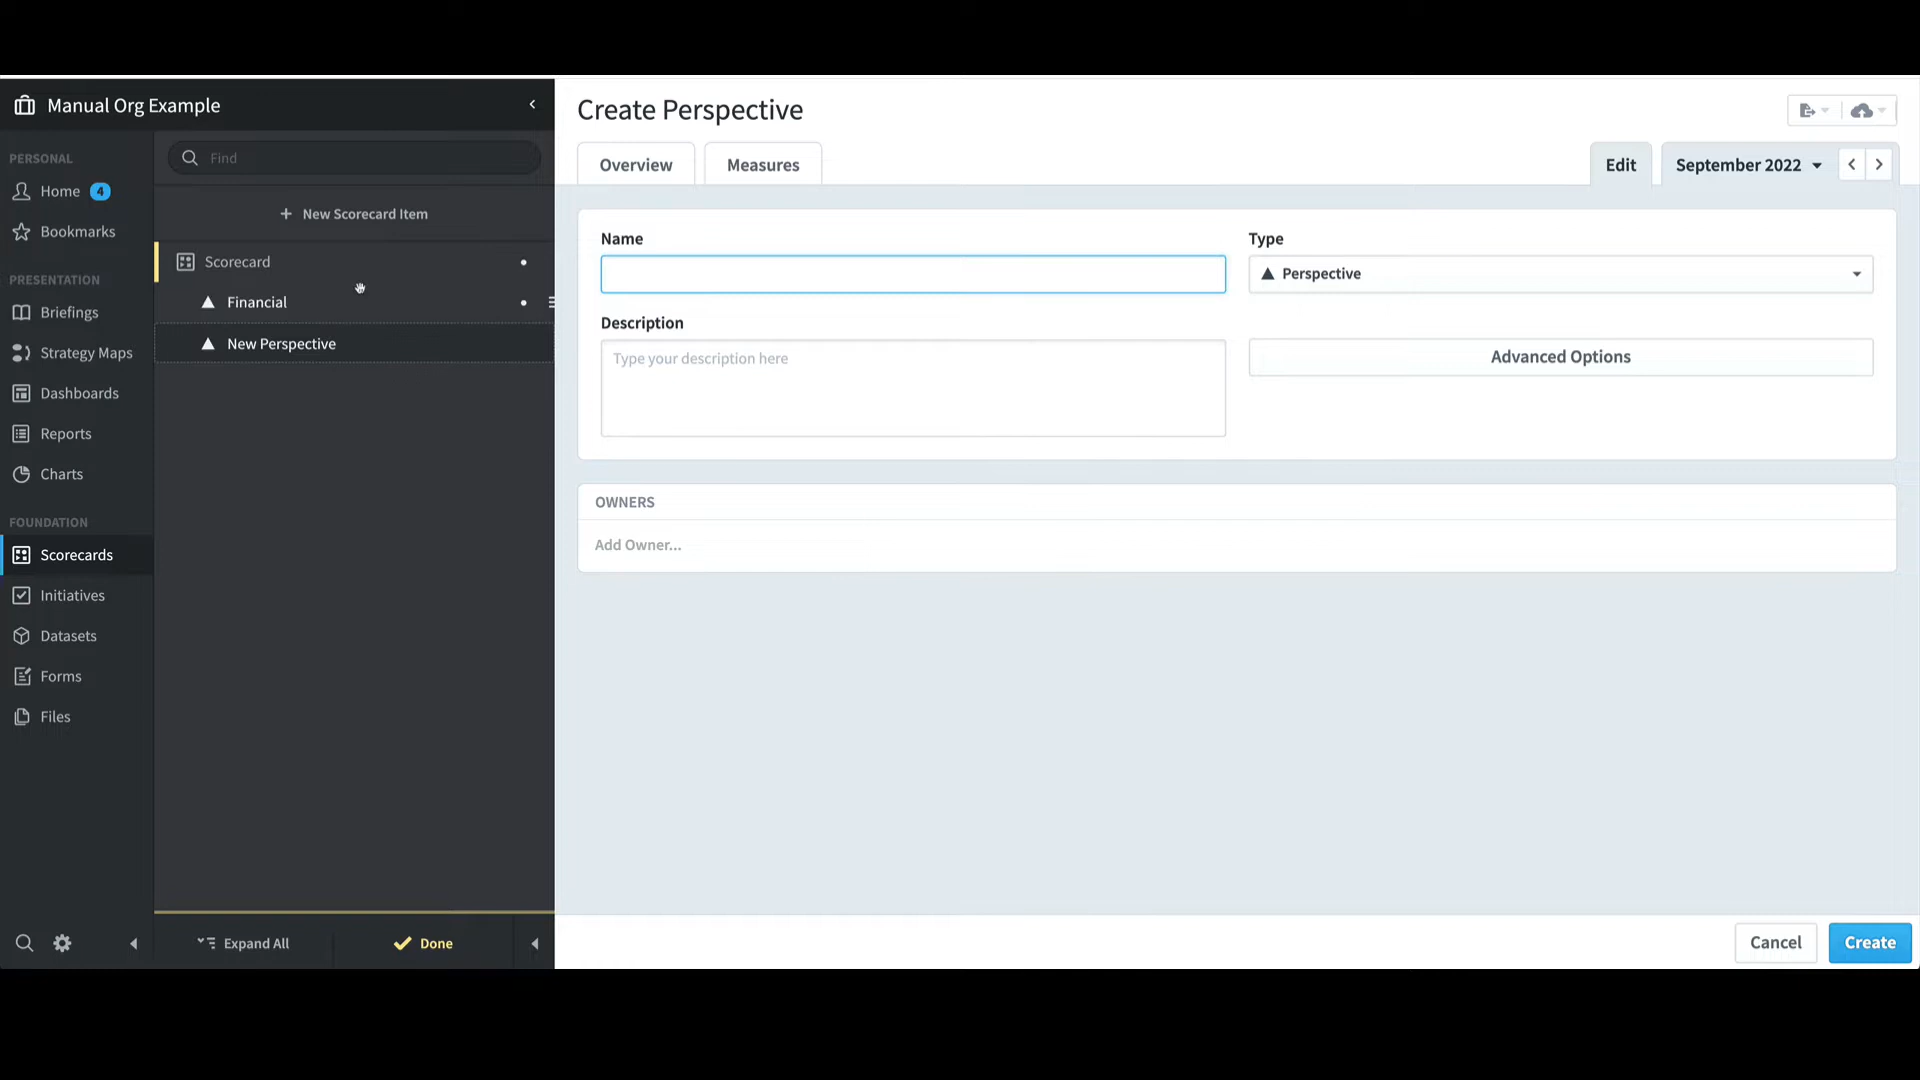 Manual Org Example
PERSONAL
Home 4
Bookmarks
PRESENTATION
Briefings
Strategy Maps
Dashboards
Reports
Charts
FOUNDATION
Scorecards
Initiatives
Datasets
Forms
Files
Find
+ New Scorecard Item
Scorecard
Financial
New Perspective
Expand All
Done
Create Perspective
Overview
Measures
Edit
September 2022
Name
Type
Perspective
Description
Type your description here
Advanced Options
OWNERS
Add Owner...
Cancel
Create